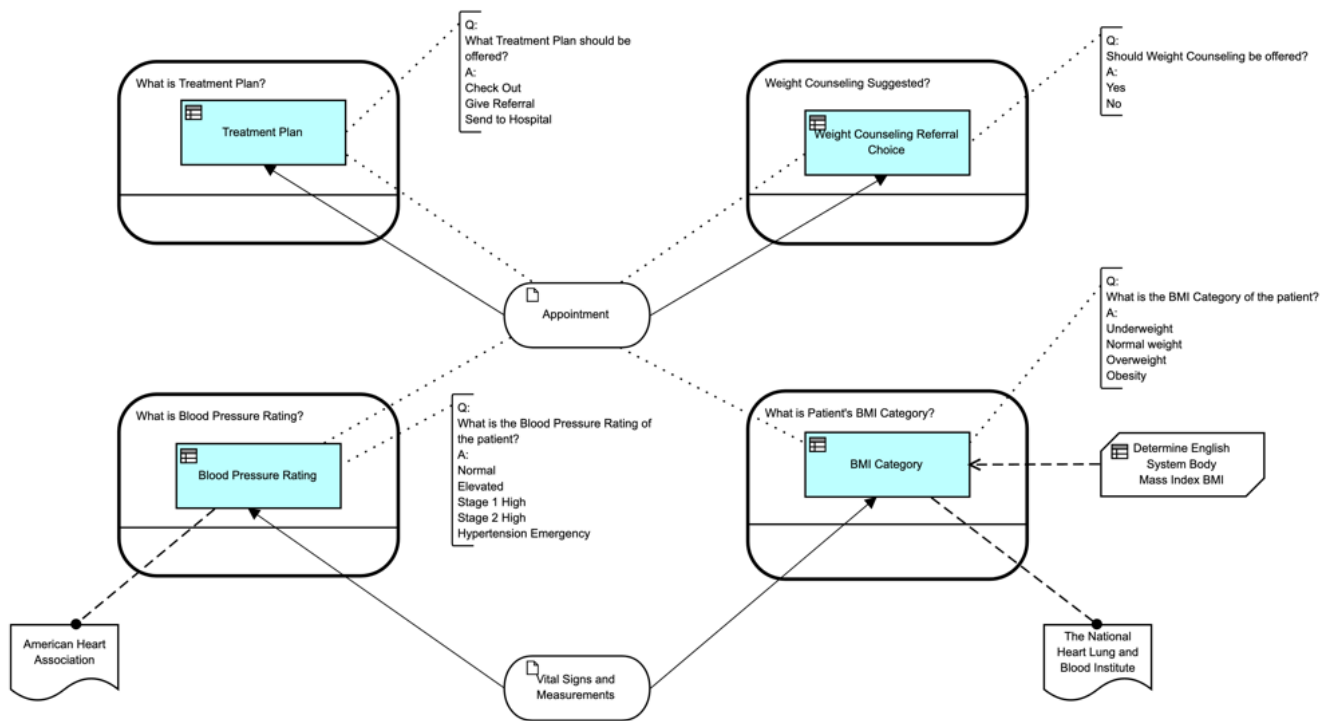 Q:
What Treatment Plan should be
offered?
A:
Check Out
Give Referral
Send to Hospital
Q:
Should Weight Counseling be offered?
A:
Yes
No
What is Treatment Plan?
Treatment Plan
Weight Counseling Suggested?
Weight Counseling Referral
Choice
Appointment
Q:
What is the BMI Category of the patient?
A:
Underweight
Normal weight
Overweight
Obesity
What is Blood Pressure Rating?
Blood Pressure Rating
Q:
What is the Blood Pressure Rating of
the patient?
A:
Normal
Elevated
Stage 1 High
Stage 2 High
Hypertension Emergency
What is Patient's BMI Category?
BMI Category
Determine English
System Body
Mass Index BMI
American Heart
Association
Vital Signs and
Measurements
The National
Heart Lung and
Blood Institute